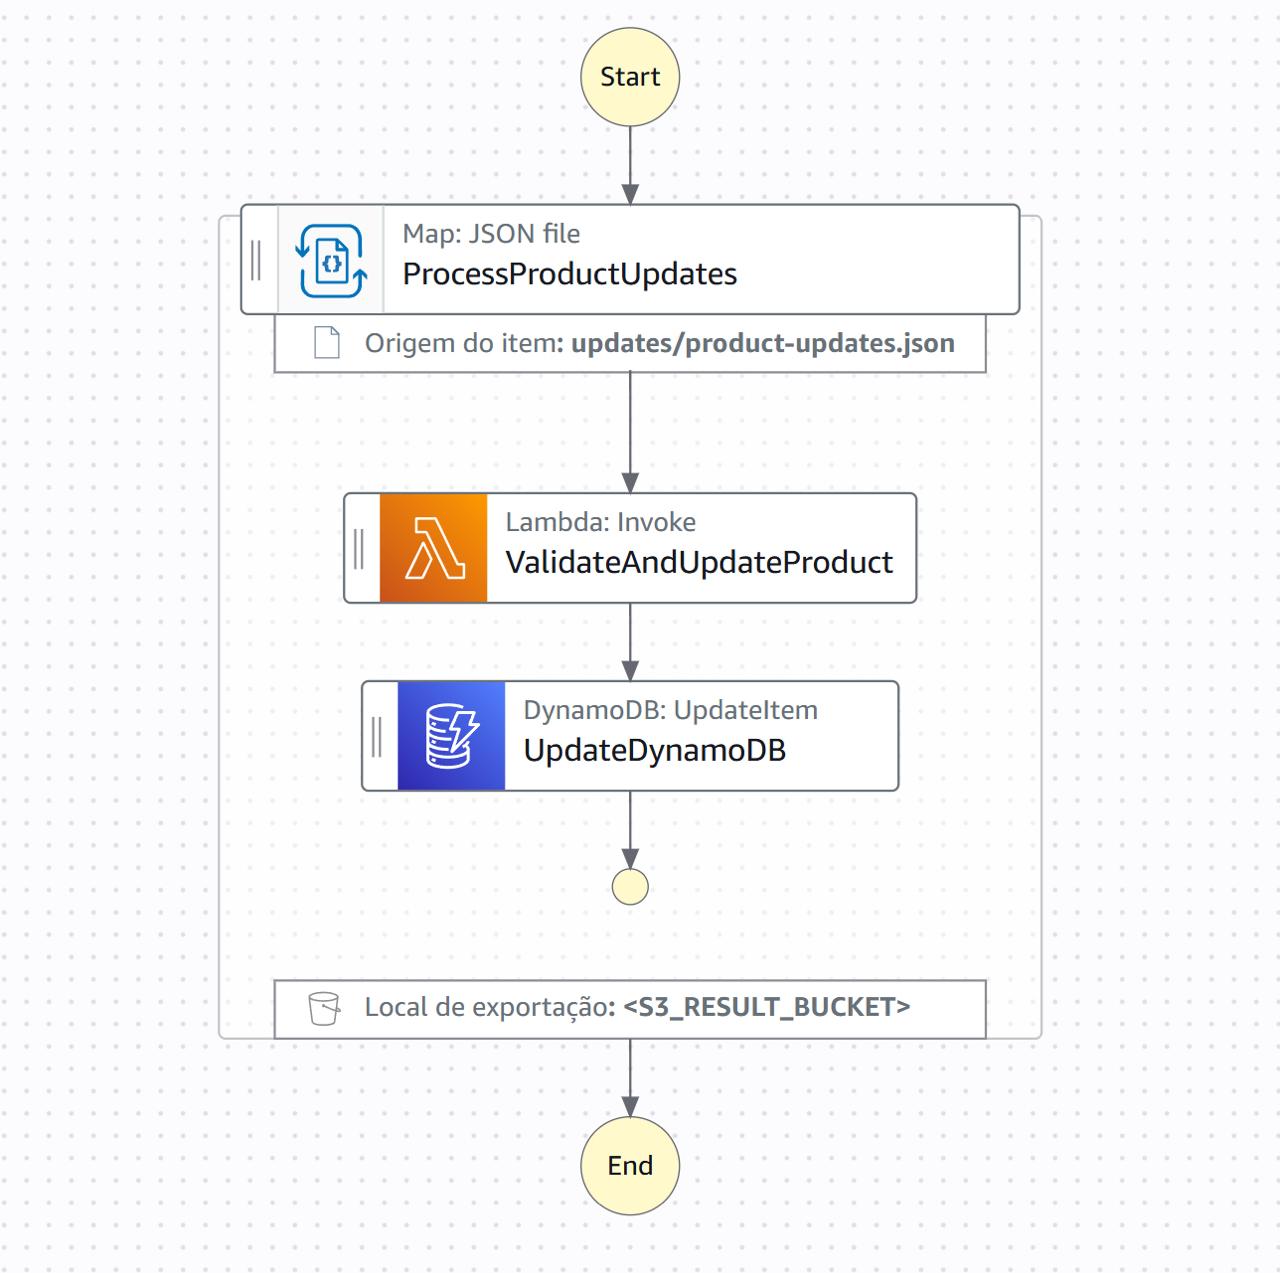 Start
Map: JSON file
ProcessProductUpdates
Origem do item: updates/product-updates.json
Lambda: Invoke
ValidateAndUpdateProduct
DynamoDB: UpdateItem
UpdateDynamoDB
Local de exportação: <S3_RESULT_BUCKET>
End